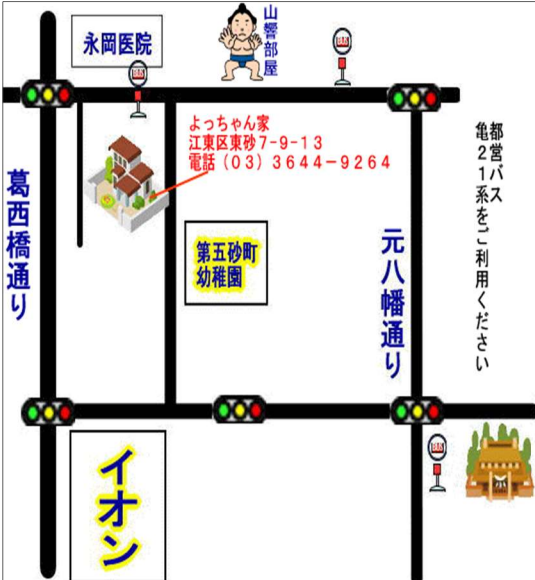 永岡医院
山響部屋
よっちゃん家
江東区東砂7-9-13
電話(03)3644-9264
都営バス
亀21系をご利用ください
葛西橋通り
第五砂町
幼稚園
元八幡通り
イオン